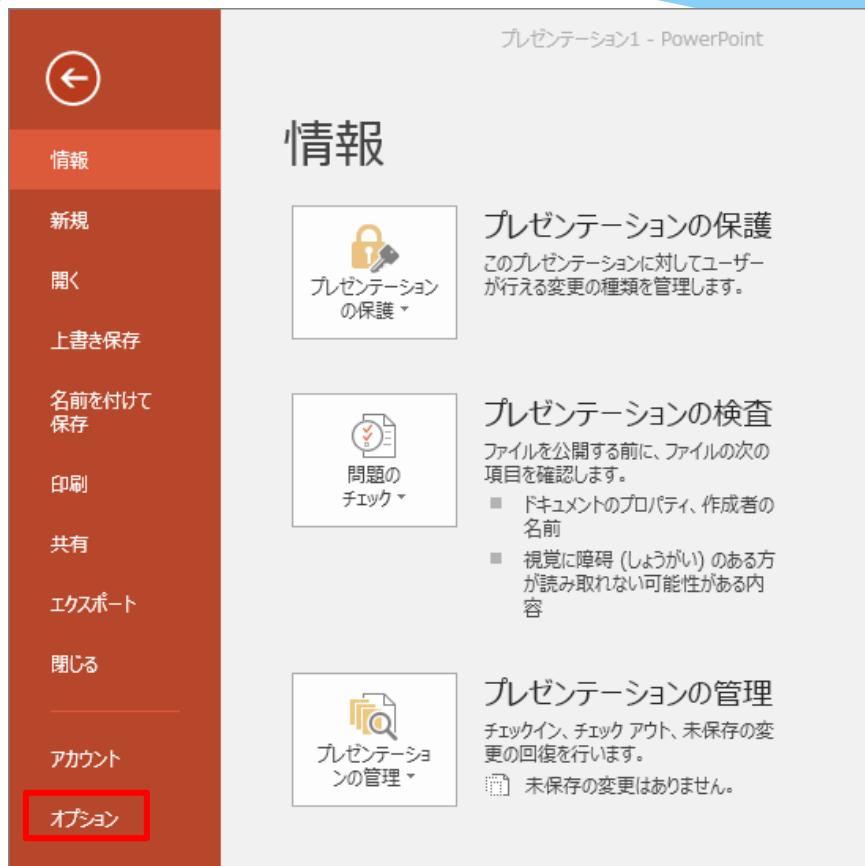 プレゼンテーション1 - PowerPoint
情報
新規
開く
上書き保存
名前を付けて
保存
印刷
共有
エクスポート
閉じる
アカウント
オプション
情報
プレゼンテーション
の保護
プレゼンテーションの保護
このプレゼンテーションに対してユーザー
が行える変更の種類を管理します。
問題の
チェック
プレゼンテーションの検査
ファイルを公開する前に、ファイルの次の
項目を確認します。
ドキュメントのプロパティ、作成者の
名前
視覚に障碍 (しょうがい) のある方
が読み取れない可能性がある内
容
プレゼンテーショ
ンの管理
プレゼンテーションの管理
チェックイン、チェック アウト、未保存の変
更の回復を行います。
未保存の変更はありません。